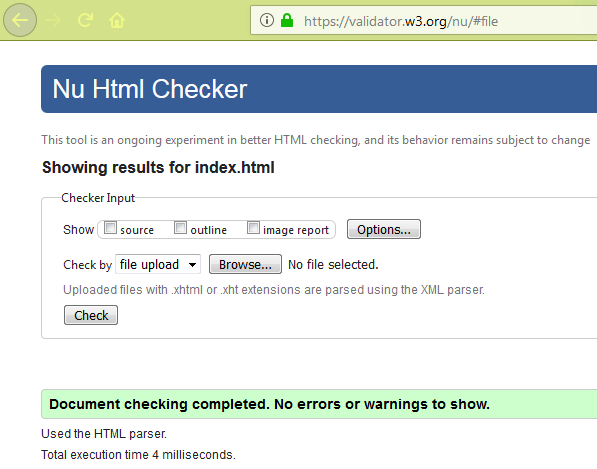 https://validator.w3.org/nu/#file
Nu Html Checker
This tool is an ongoing experiment in better HTML checking, and its behavior remains subject to change
Showing results for index.html
Checker Input
Show source outline image report Options...
Check by file upload Browse... No file selected.
Uploaded files with .xhtml or .xht extensions are parsed using the XML parser.
Check
Document checking completed. No errors or warnings to show.
Used the HTML parser.
Total execution time 4 milliseconds.